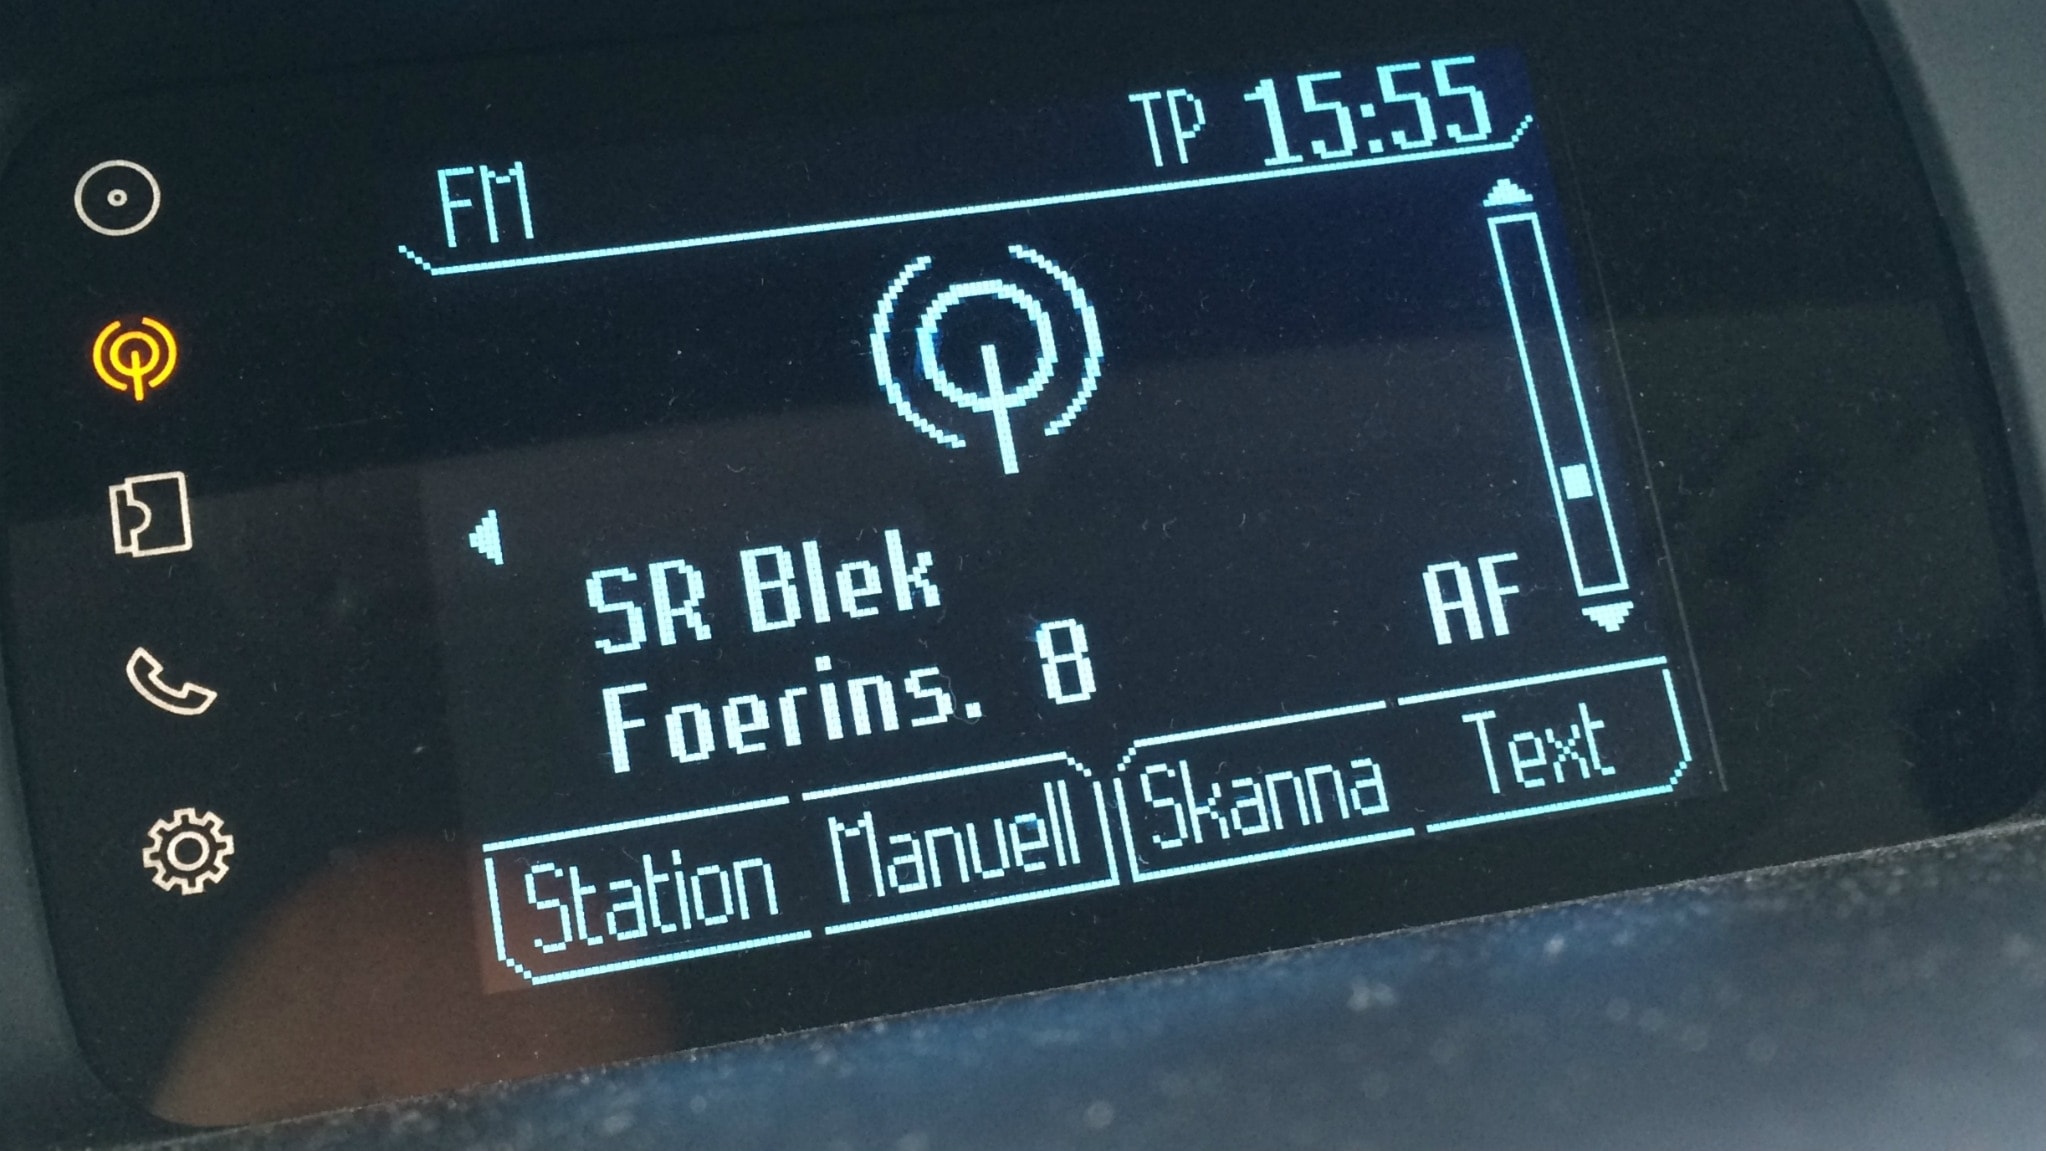 FM TP 15:55
SR Blek
AF
Foerins. 8
Station Manuell Skanna Text